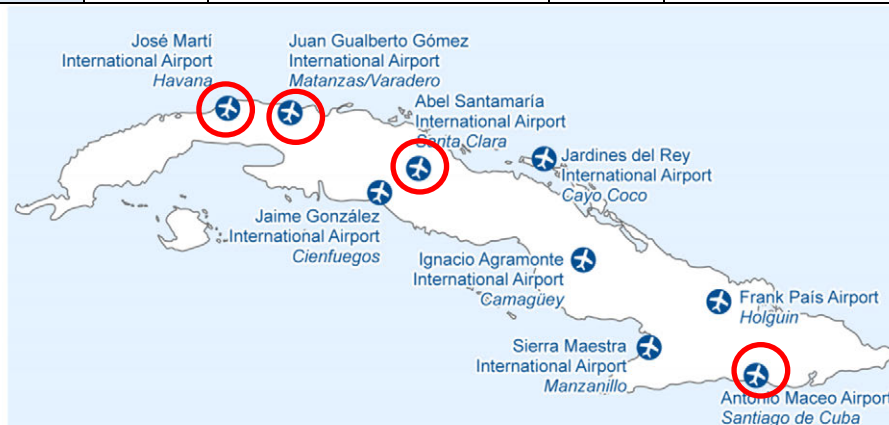 José Martí
International Airport
Havana
Juan Gualberto Gómez
International Airport
Matanzas/Varadero
Abel Santamaría
International Airport
Santa Clara
Jardines del Rey
International Airport
Cayo Coco
Jaime González
International Airport
Cienfuegos
Ignacio Agramonte
International Airport
Camagüey
Frank País Airport
Holguin
Sierra Maestra
International Airport
Manzanillo
Antonio Maceo Airport
Santiago de Cuba